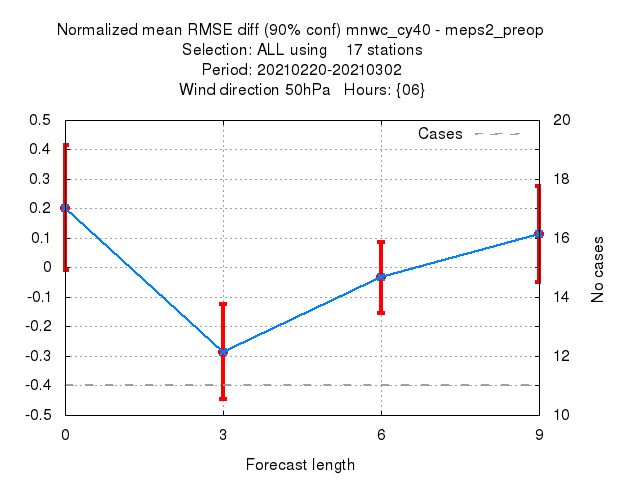 Normalized mean RMSE diff (90% conf) mnwc_cy40 - meps2_preop
Selection: ALL using 17 stations
Period: 20210220-20210302
Wind direction 50hPa Hours: {06}
Cases
0.5
0.4
0.3
0.2
0.1
0
-0.1
-0.2
-0.3
-0.4
-0.5
20
18
16
14
12
10
No cases
0 3 6 9
Forecast length